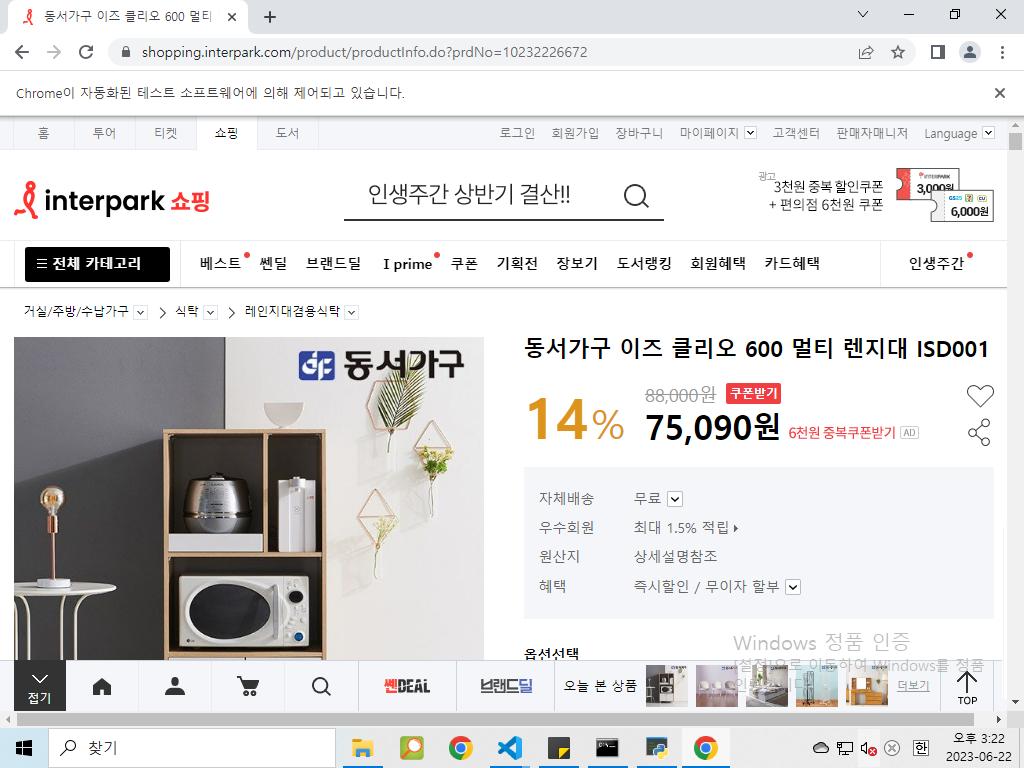 동서가구 이즈 클리오 600 멀티
shopping.interpark.com/product/productInfo.do?prdNo=10232226672
Chrome이 자동화된 테스트 소프트웨어에 의해 제어되고 있습니다.
홈 투어 티켓 쇼핑 도서 로그인 회원가입 장바구니 마이페이지 고객센터 판매자매니저 Language
interpark 쇼핑
인생주간 상반기 결산!!
광고
3천원 중복 할인쿠폰
+ 편의점 6천원 쿠폰
INTERPARK
3,000원
GS25 CU
6,000원
전체 카테고리 베스트 쎈딜 브랜드딜 I prime 쿠폰 기획전 장보기 도서랭킹 회원혜택 카드혜택 인생주간
거실/주방/수납가구 식탁 레인지대겸용식탁
동서가구
동서가구 이즈 클리오 600 멀티 렌지대 ISD001
14%
88,000원 쿠폰받기
75,090원 6천원 중복쿠폰받기 AD
자체배송 무료
우수회원 최대 1.5% 적립
원산지 상세설명참조
혜택 즉시할인 / 무이자 할부
옵션선택
Windows 정품 인증
[설정]으로 이동하여 Windows를 정품
접기
쎈DEAL
브랜드딜
오늘 본 상품
더보기
TOP
찾기
한
오후 3:22
2023-06-22